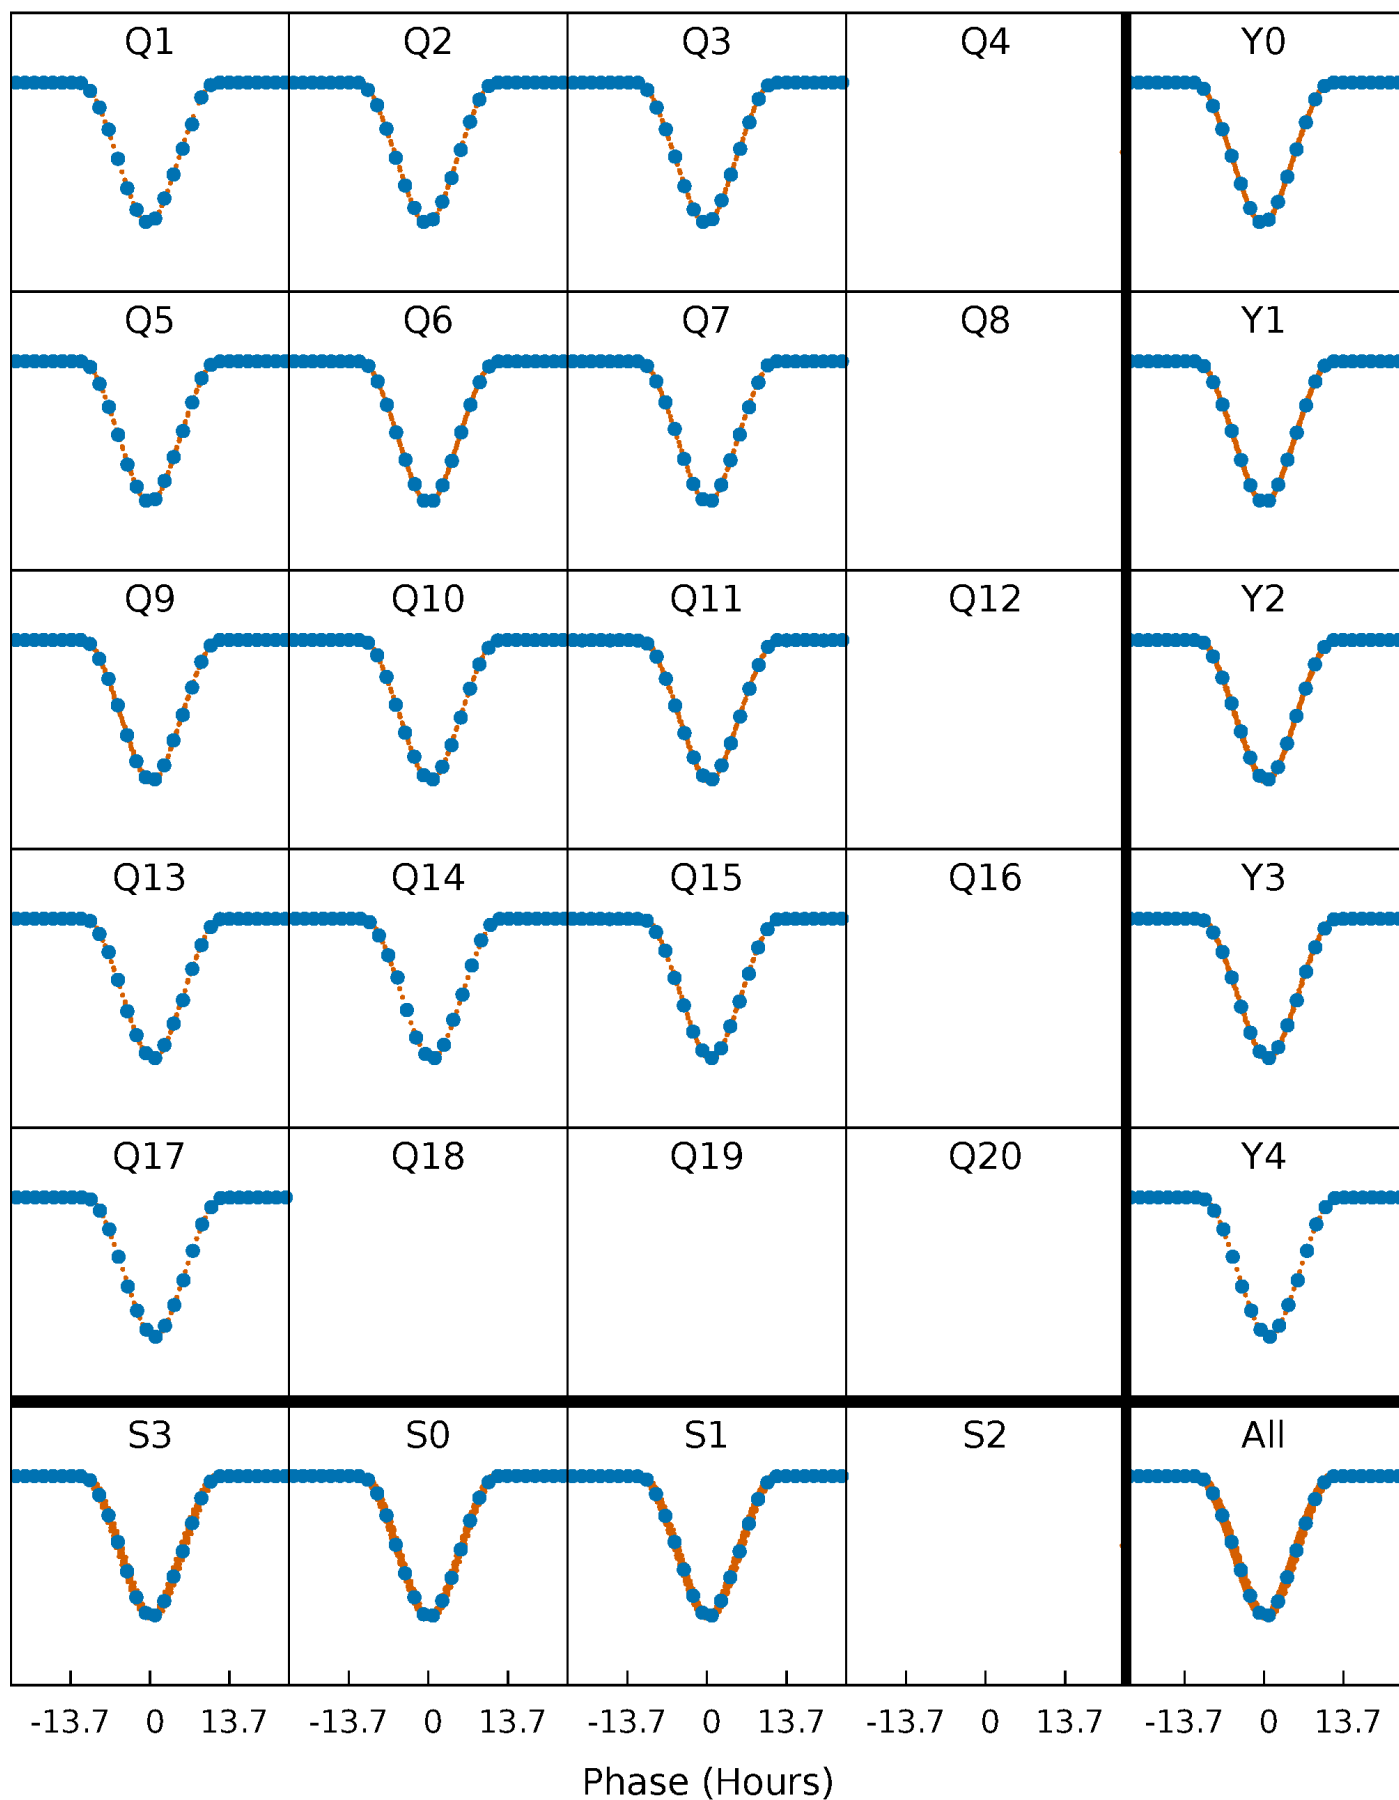 Q1 Q2 Q3 Q4 Y0
Q5 Q6 Q7 Q8 Y1
Q9 Q10 Q11 Q12 Y2
Q13 Q14 Q15 Q16 Y3
Q17 Q18 Q19 Q20 Y4
S3 S0 S1 S2 All
-13.7 0 13.7 -13.7 0 13.7 -13.7 0 13.7 -13.7 0 13.7 -13.7 0 13.7
Phase (Hours)